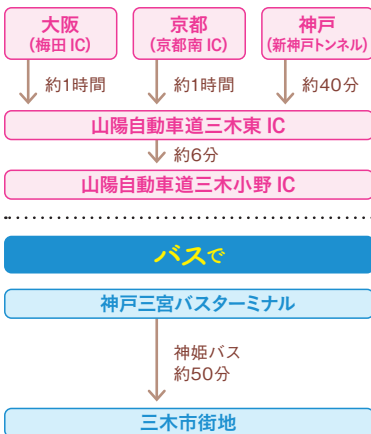 大阪
(梅田 IC)
京都
(京都南 IC)
神戸
(新神戸トンネル)
約1時間
約1時間
約40分
山陽自動車道三木東 IC
約6分
山陽自動車道三木小野 IC
バスで
神戸三宮バスターミナル
神姫バス
約50分
三木市街地